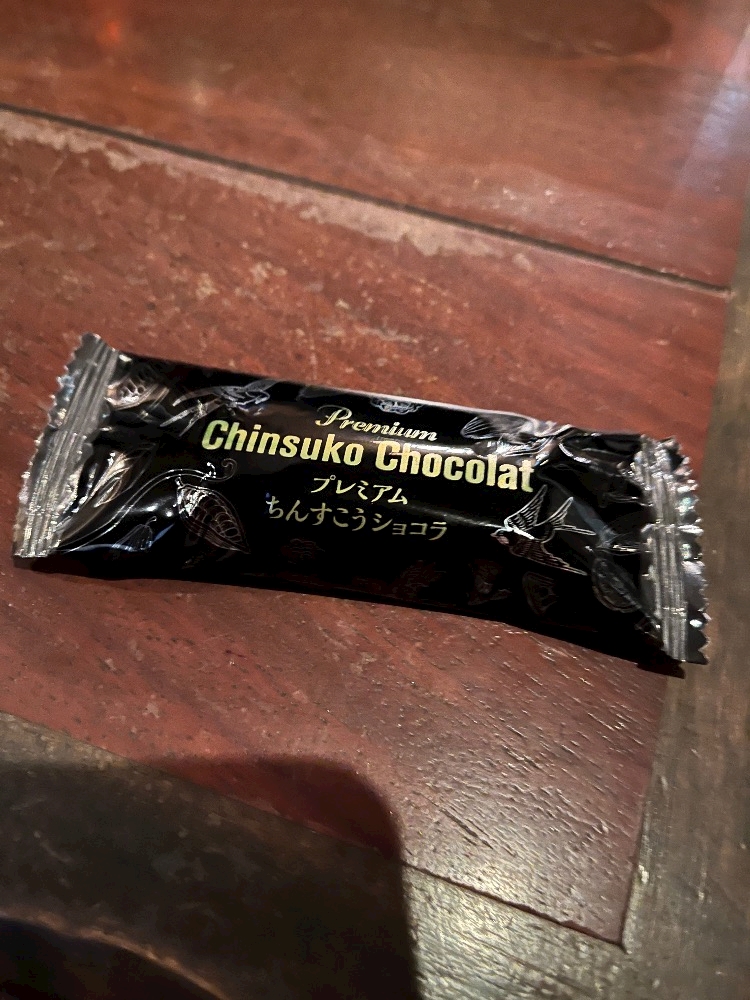 Premium
Chinsuko Chocolat
プレミアム
ちんすこうショコラ